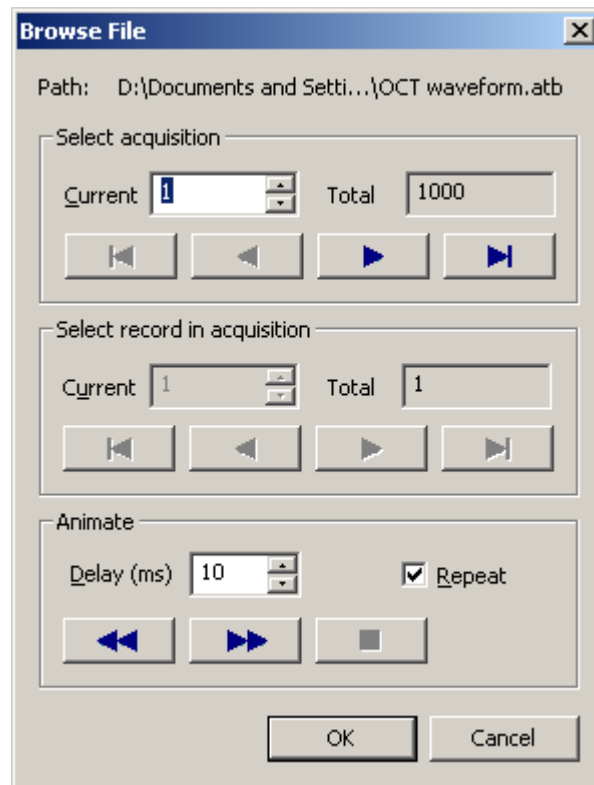 Browse File
Path: D:\Documents and Setti...\OCT waveform.atb
Select acquisition
Current 1 Total 1000
Select record in acquisition
Current 1 Total 1
Animate
Delay (ms) 10 Repeat
OK Cancel